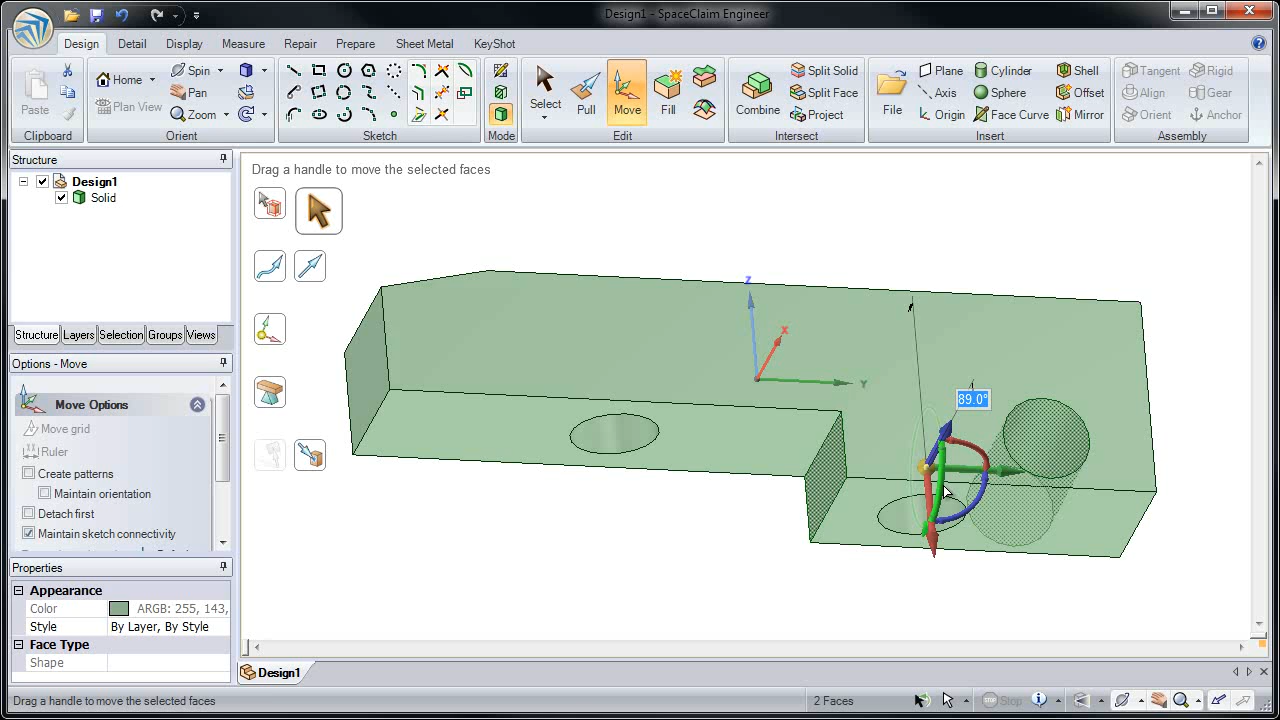 Design1 - SpaceClaim Engineer
Design Detail Display Measure Repair Prepare Sheet Metal KeyShot
Paste
Clipboard
Home Spin
Plan View Pan
Zoom
Orient
Sketch
Mode
Select Pull Move Fill
Edit
Combine Split Solid
Split Face
Project
Intersect
File Plane Cylinder Shell
Axis Sphere Offset
Origin Face Curve Mirror
Insert
Tangent Rigid
Align Gear
Orient Anchor
Assembly
Structure
Design1
Solid
Structure Layers Selection Groups Views
Options - Move
Move Options
Move grid
Ruler
Create patterns
Maintain orientation
Detach first
Maintain sketch connectivity
Properties
Appearance
Color ARGB: 255, 143,
Style By Layer, By Style
Face Type
Shape
Drag a handle to move the selected faces
Z
X
Y
89.0°
Design1
Drag a handle to move the selected faces
2 Faces
Stop